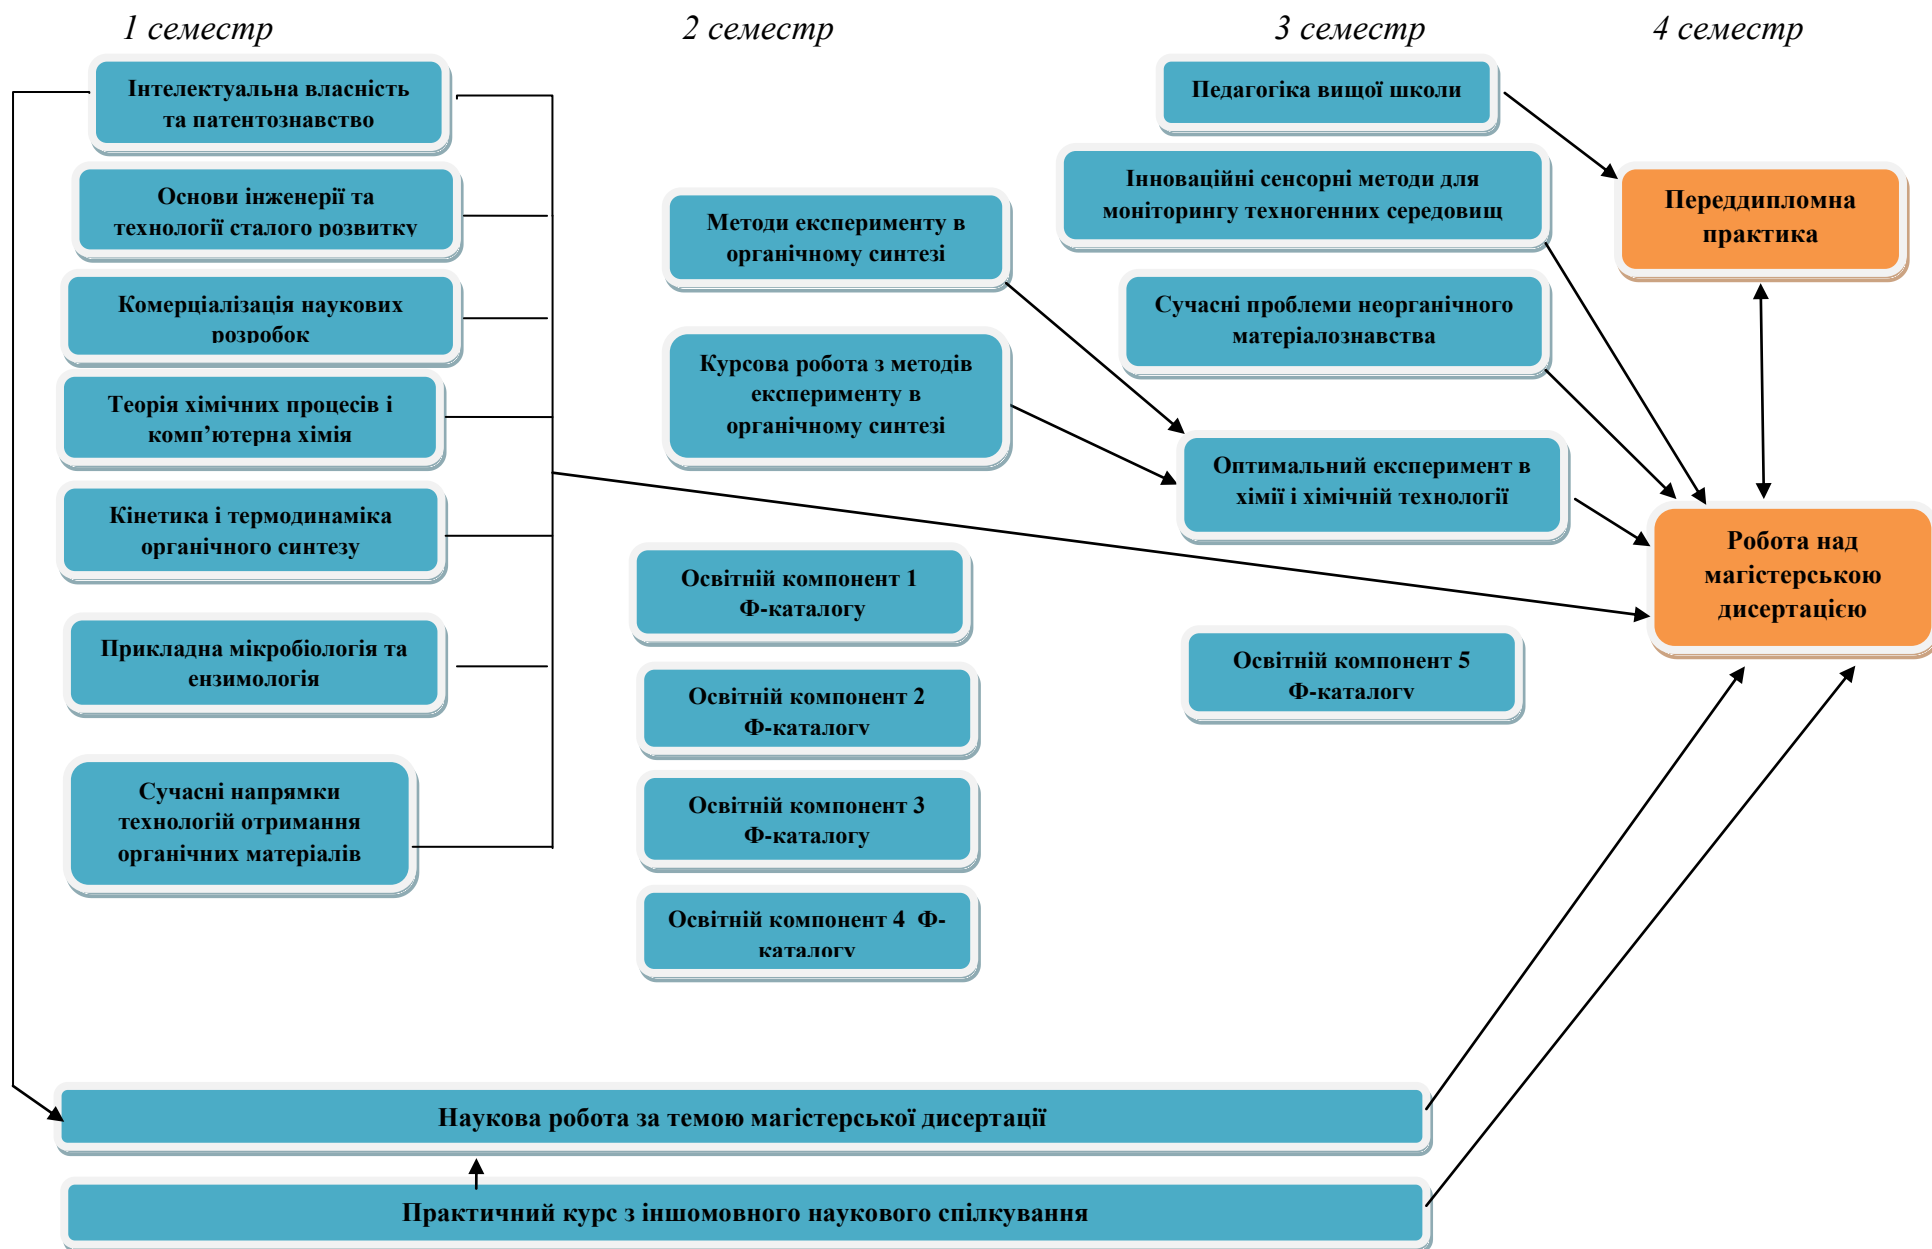 1 семестр
2 семестр
3 семестр
4 семестр
Інтелектуальна власність
та патентознавство
Основи інженерії та
технології сталого розвитку
Комерціалізація наукових
розробок
Теорія хімічних процесів і
комп’ютерна хімія
Кінетика і термодинаміка
органічного синтезу
Прикладна мікробіологія та
ензимологія
Сучасні напрямки
технологій отримання
органічних матеріалів
Методи експерименту в
органічному синтезі
Курсова робота з методів
експерименту в
органічному синтезі
Освітній компонент 1
Ф-каталогу
Освітній компонент 2
Ф-каталогу
Освітній компонент 3
Ф-каталогу
Освітній компонент 4 Ф-
каталогу
Педагогіка вищої школи
Інноваційні сенсорні методи для
моніторингу техногенних середовищ
Сучасні проблеми неорганічного
матеріалознавства
Оптимальний експеримент в
хімії і хімічній технології
Освітній компонент 5
Ф-каталогу
Переддипломна
практика
Робота над
магістерською
дисертацією
Наукова робота за темою магістерської дисертації
Практичний курс з іншомовного наукового спілкування